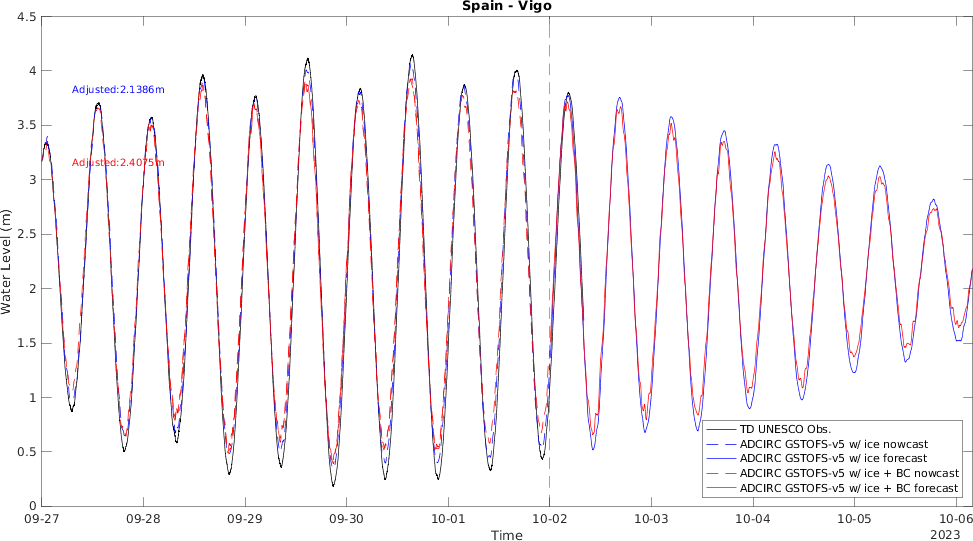 Spain - Vigo
4.5
4
3.5
3
2.5
2
1.5
1
0.5
0
Water Level (m)
Adjusted:2.1386m
Adjusted:2.4075m
TD UNESCO Obs.
ADCIRC GSTOFS-v5 w/ ice nowcast
ADCIRC GSTOFS-v5 w/ ice forecast
ADCIRC GSTOFS-v5 w/ ice + BC nowcast
ADCIRC GSTOFS-v5 w/ ice + BC forecast
09-27 09-28 09-29 09-30 10-01 10-02 10-03 10-04 10-05 10-06
2023
Time